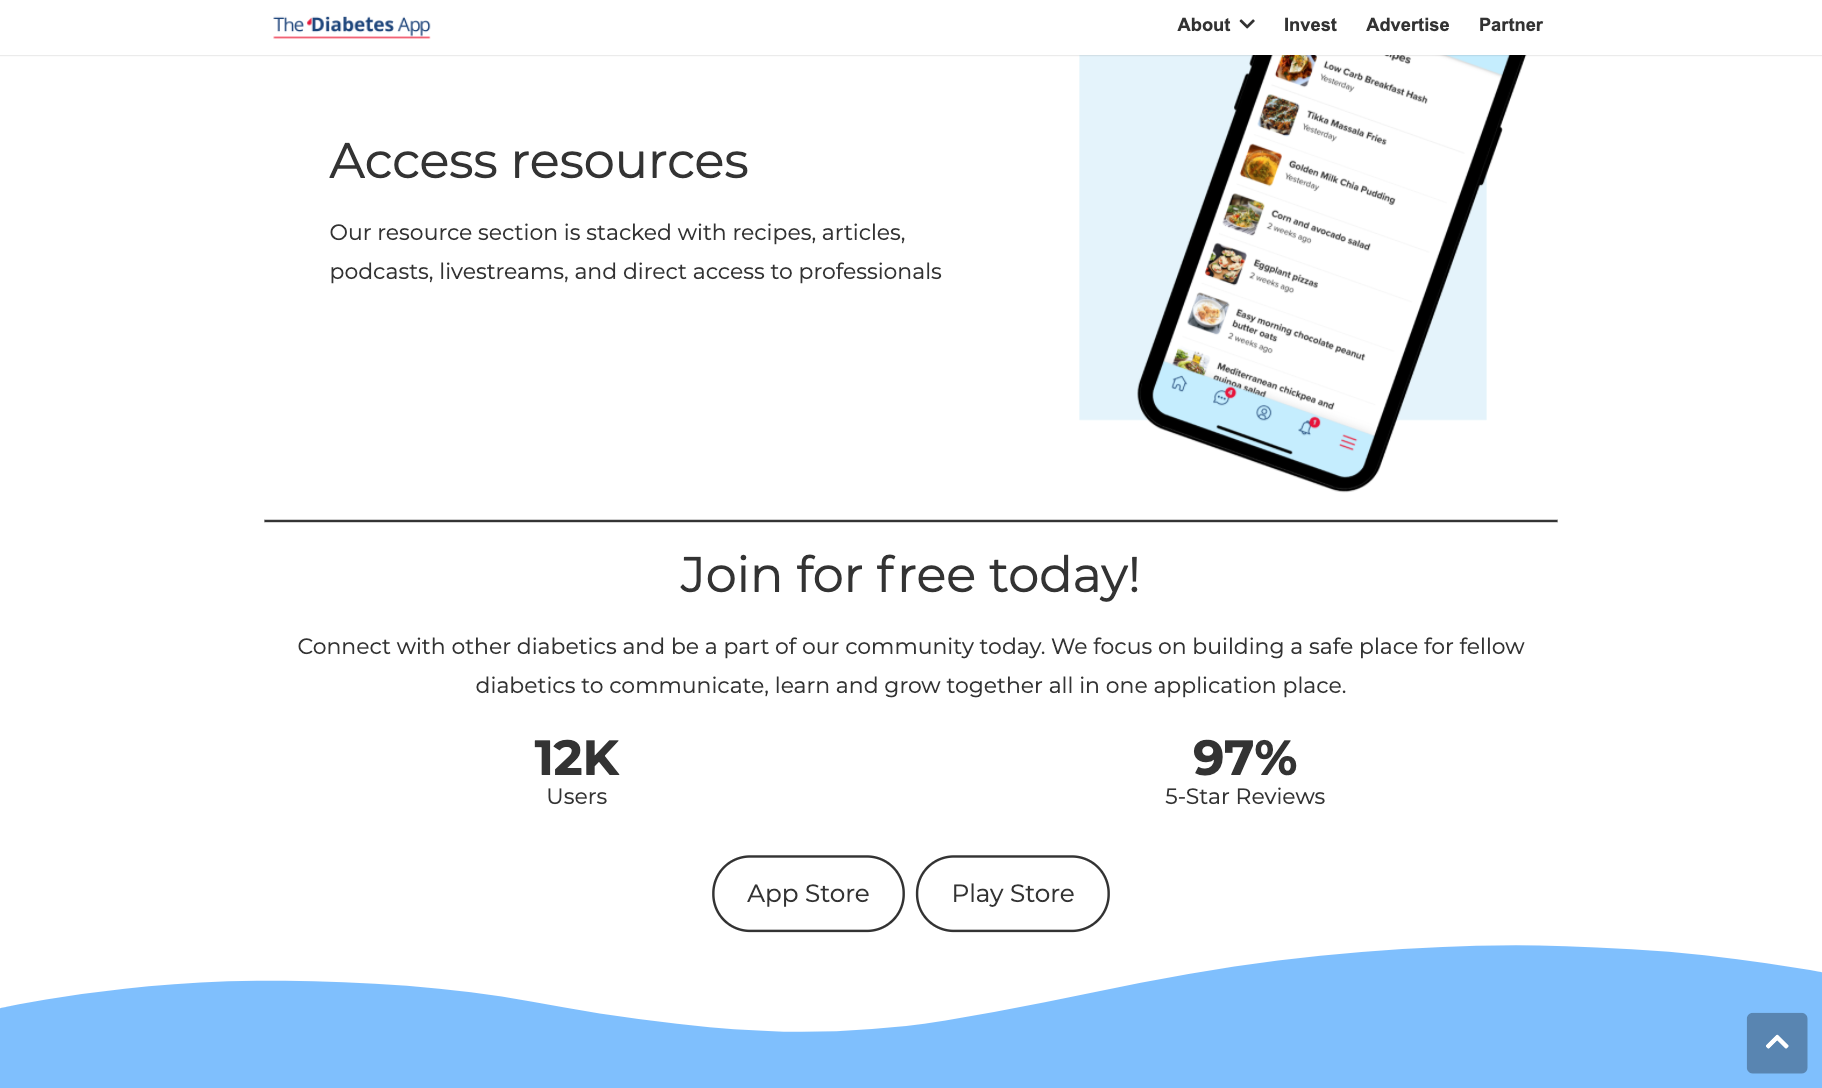 The Diabetes App
About
Invest
Advertise
Partner
Low Carb Breakfast Hash
Yesterday
Tikka Massala Fries
Yesterday
Golden Milk Chia Pudding
Yesterday
Corn and avocado salad
2 weeks ago
Eggplant pizzas
2 weeks ago
Easy morning chocolate peanut
butter oats
2 weeks ago
Mediterranean chickpea and
quinoa salad
4
1
Access resources
Our resource section is stacked with recipes, articles,
podcasts, livestreams, and direct access to professionals
Join for free today!
Connect with other diabetics and be a part of our community today. We focus on building a safe place for fellow
diabetics to communicate, learn and grow together all in one application place.
12K
Users
97%
5-Star Reviews
App Store
Play Store